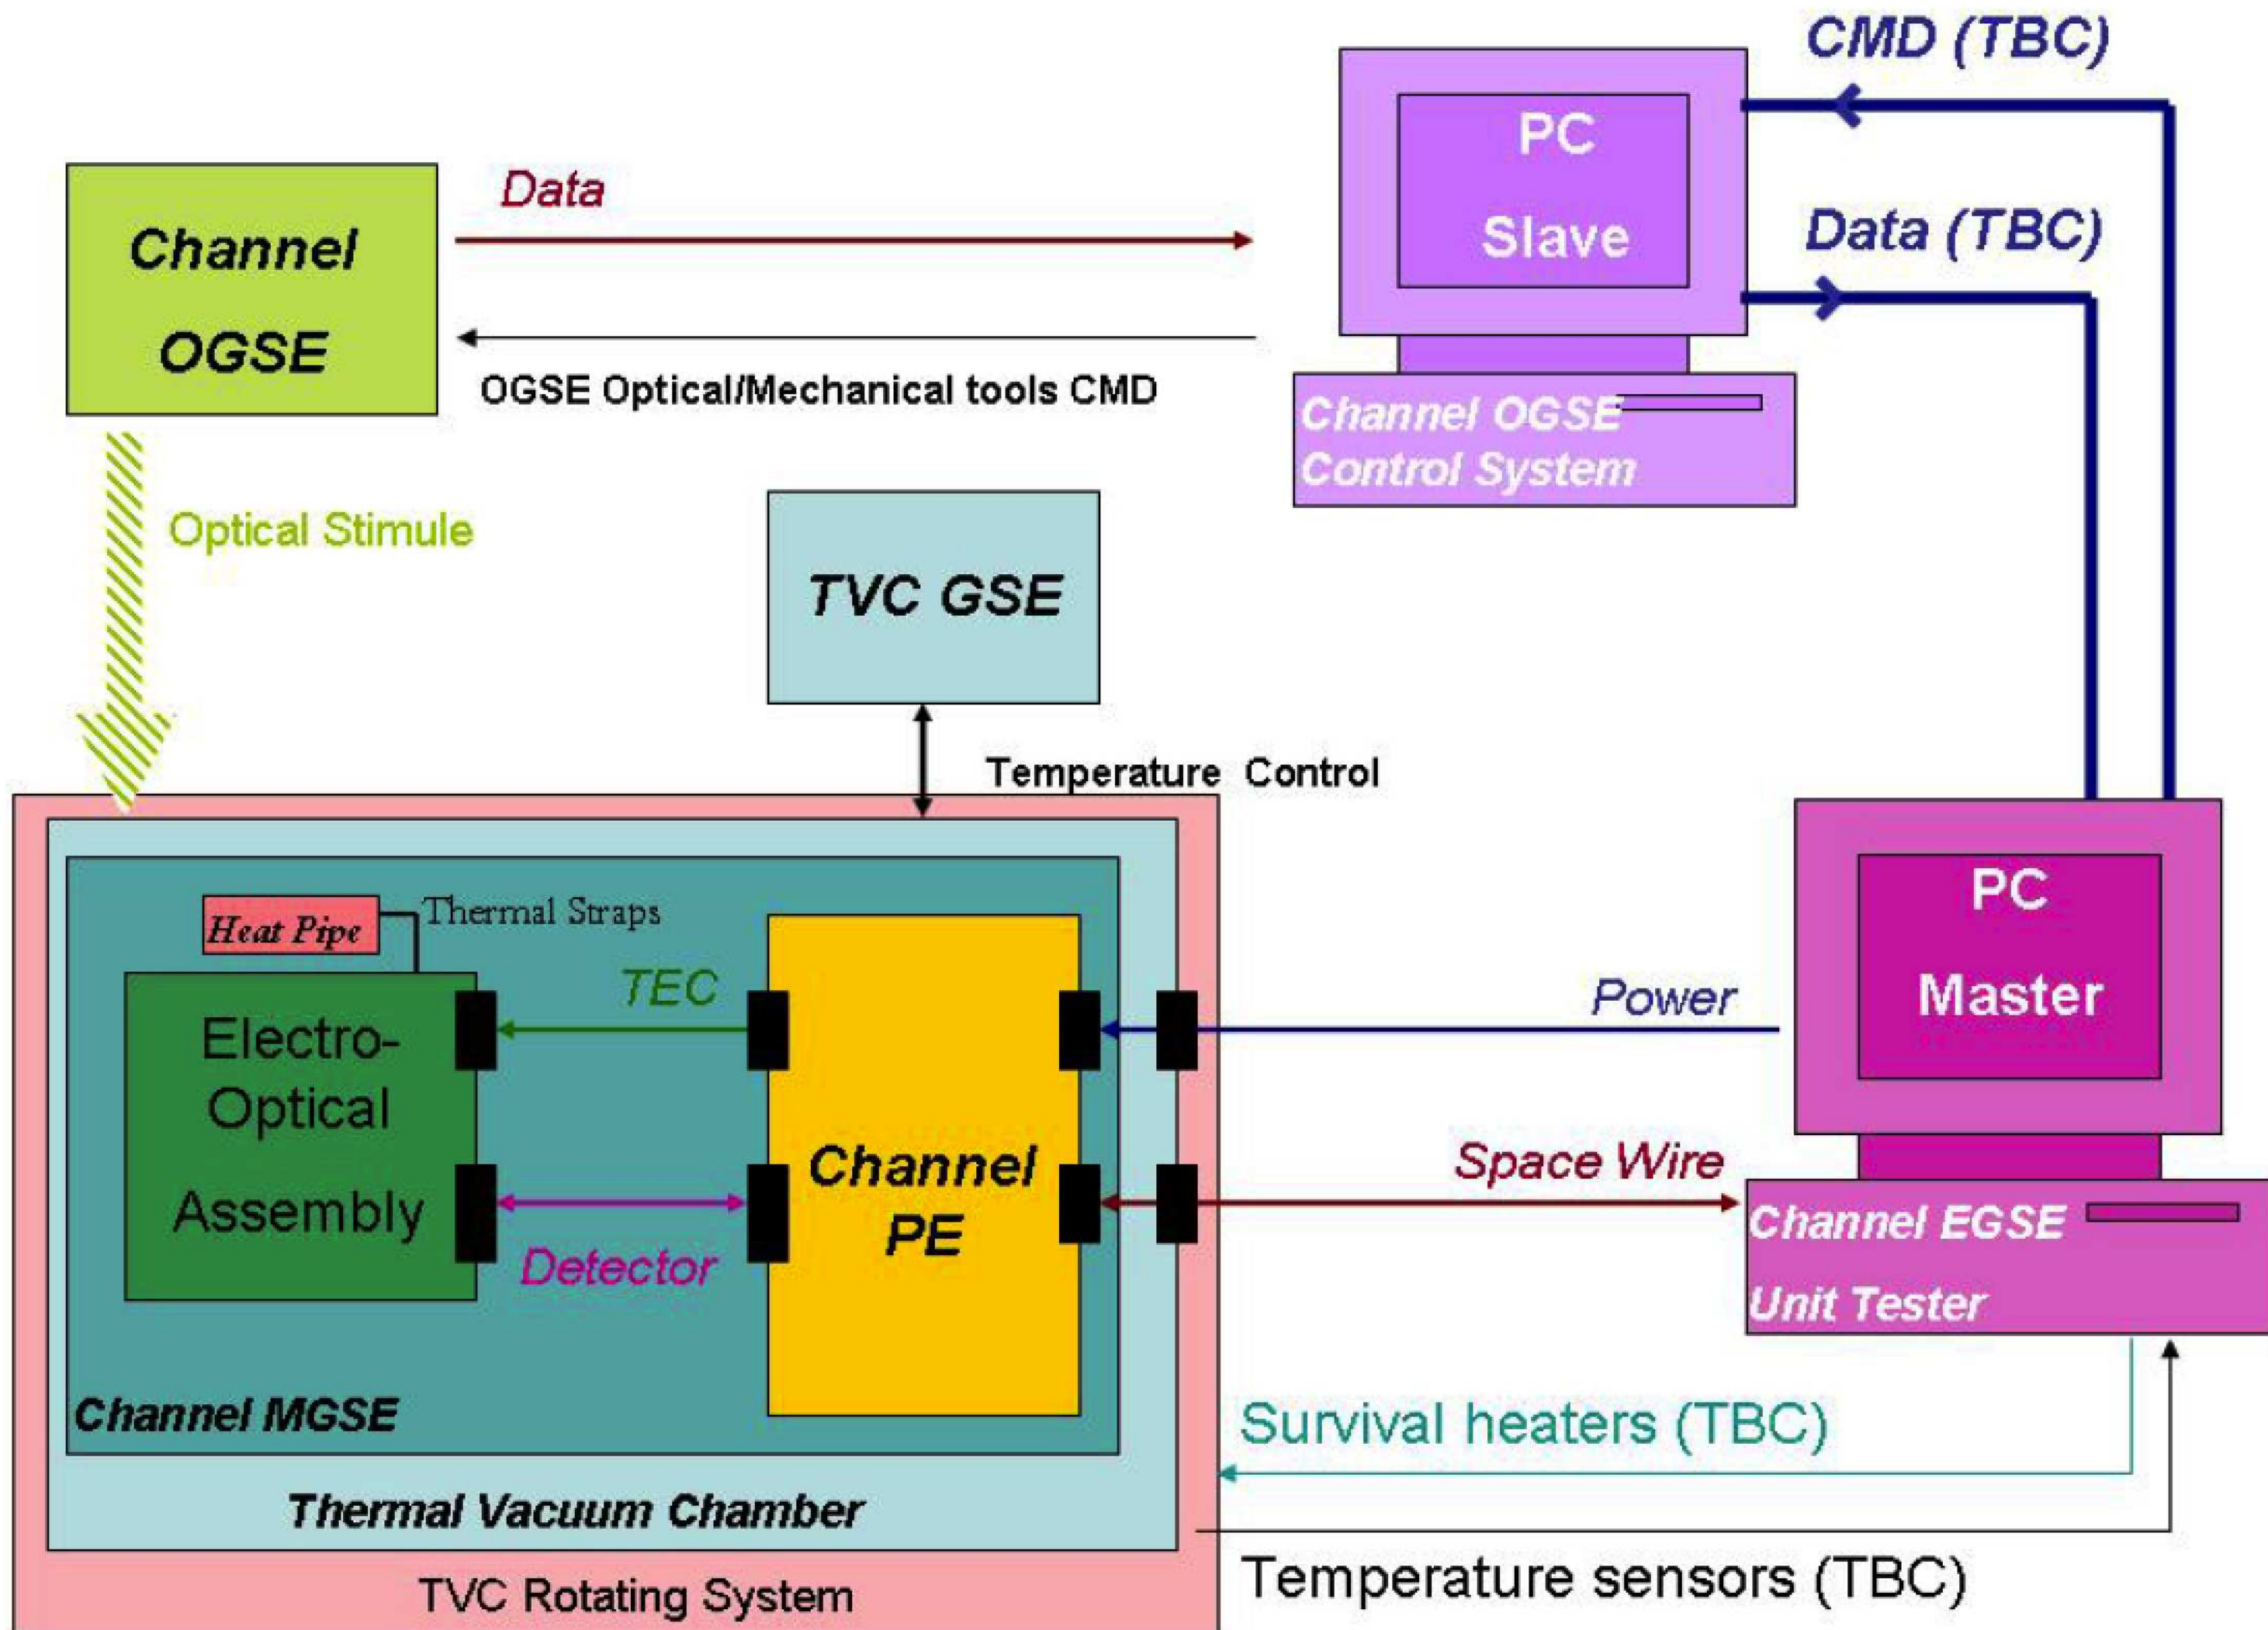 CMD (TBC)
PC
Slave
Data
Data (TBC)
Channel
OGSE
OGSE Optical/Mechanical tools CMD
Channel OGSE
Control System
Optical Stimule
TVC GSE
Temperature Control
PC
Master
Heat Pipe
Thermal Straps
TEC
Power
Electro-
Optical
Assembly
Channel
PE
Space Wire
Detector
Channel EGSE
Unit Tester
Channel MGSE
Survival heaters (TBC)
Thermal Vacuum Chamber
Temperature sensors (TBC)
TVC Rotating System